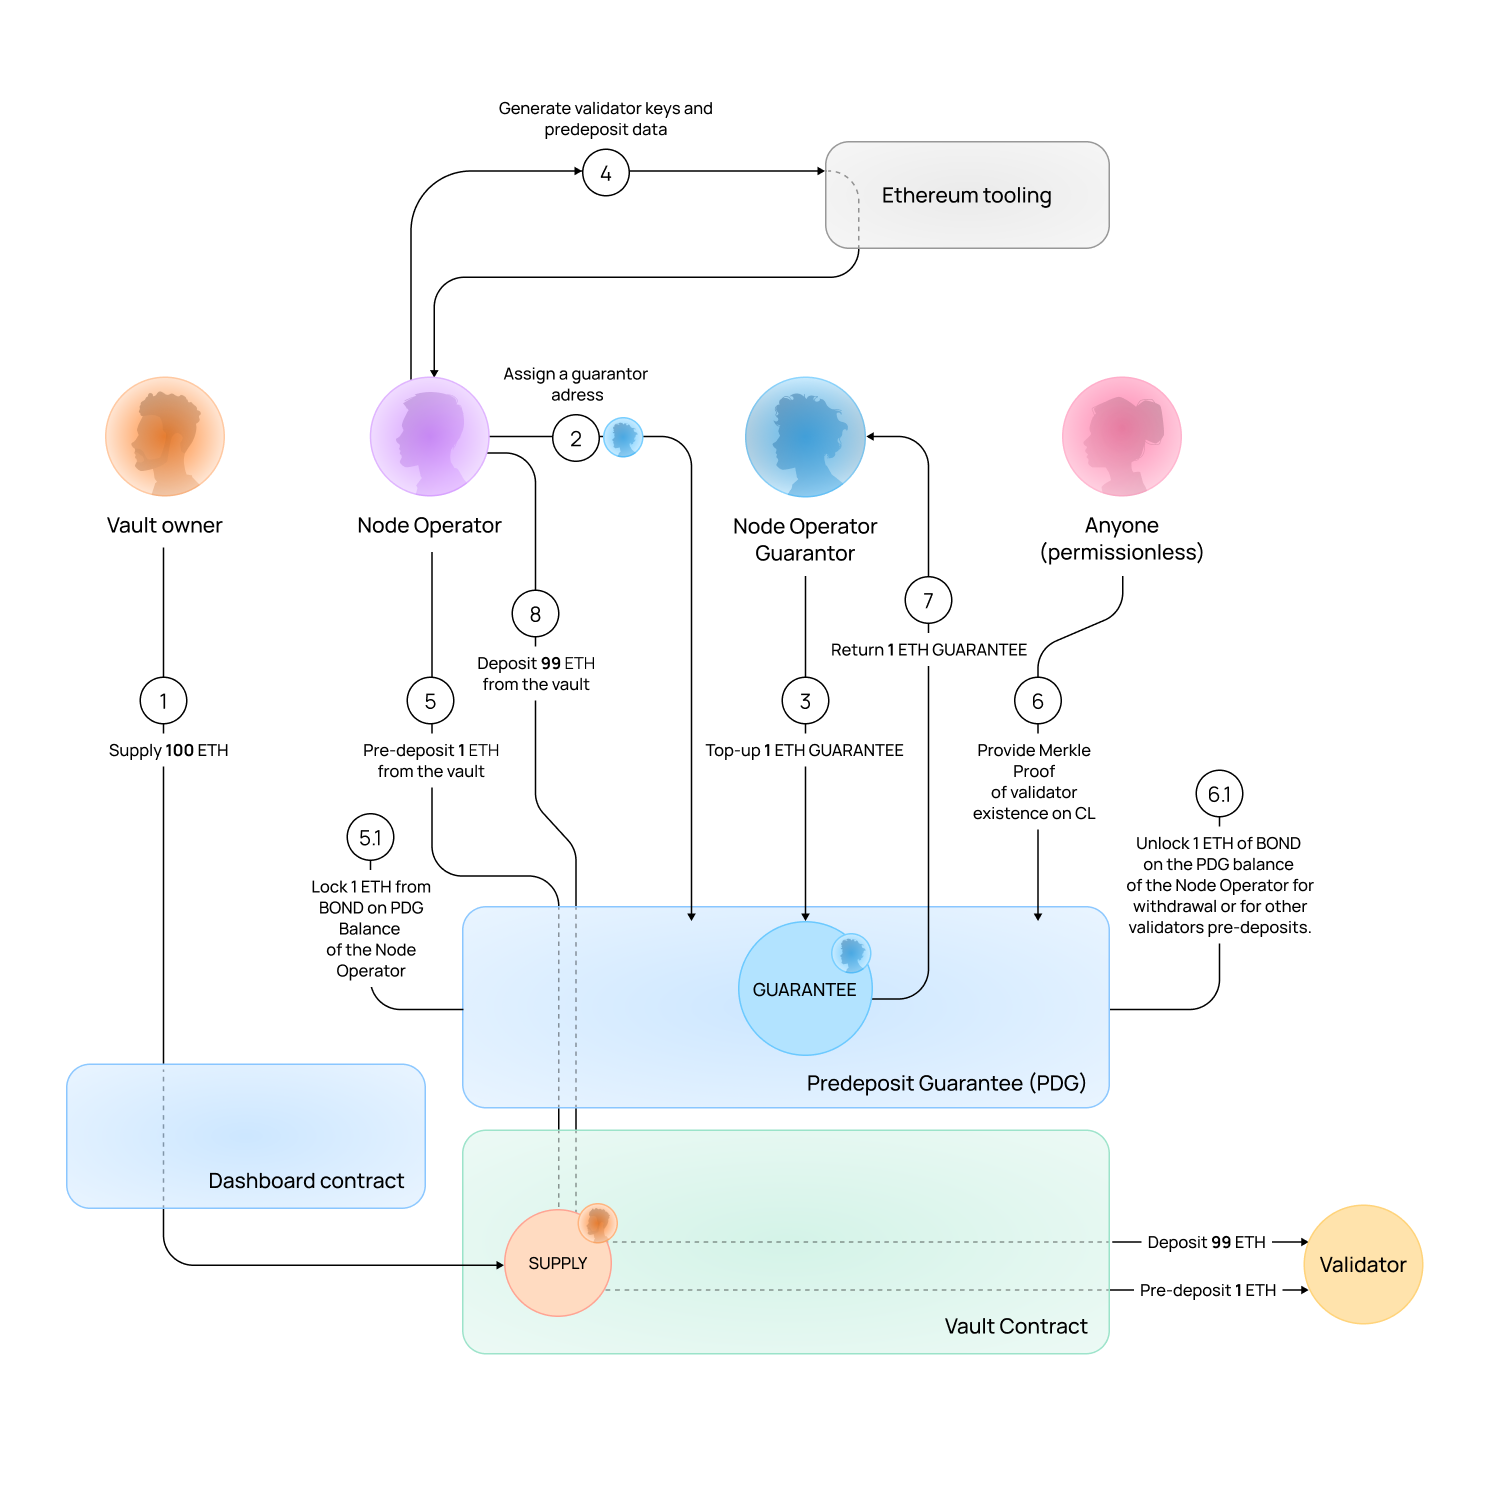 Generate validator keys and
predeposit data
4
Ethereum tooling
Assign a guarantor
adress
2
Vault owner
Node Operator
Node Operator
Guarantor
Anyone
(permissionless)
8
Deposit 99 ETH
from the vault
7
Return 1 ETH GUARANTEE
1
Supply 100 ETH
5
Pre-deposit 1 ETH
from the vault
3
Top-up 1 ETH GUARANTEE
6
Provide Merkle
Proof
of validator
existence on CL
5.1
Lock 1 ETH from
BOND on PDG
Balance
of the Node
Operator
6.1
Unlock 1 ETH of BOND
on the PDG balance
of the Node Operator for
withdrawal or for other
validators pre-deposits.
GUARANTEE
Predeposit Guarantee (PDG)
Dashboard contract
SUPPLY
Deposit 99 ETH
Pre-deposit 1 ETH
Validator
Vault Contract